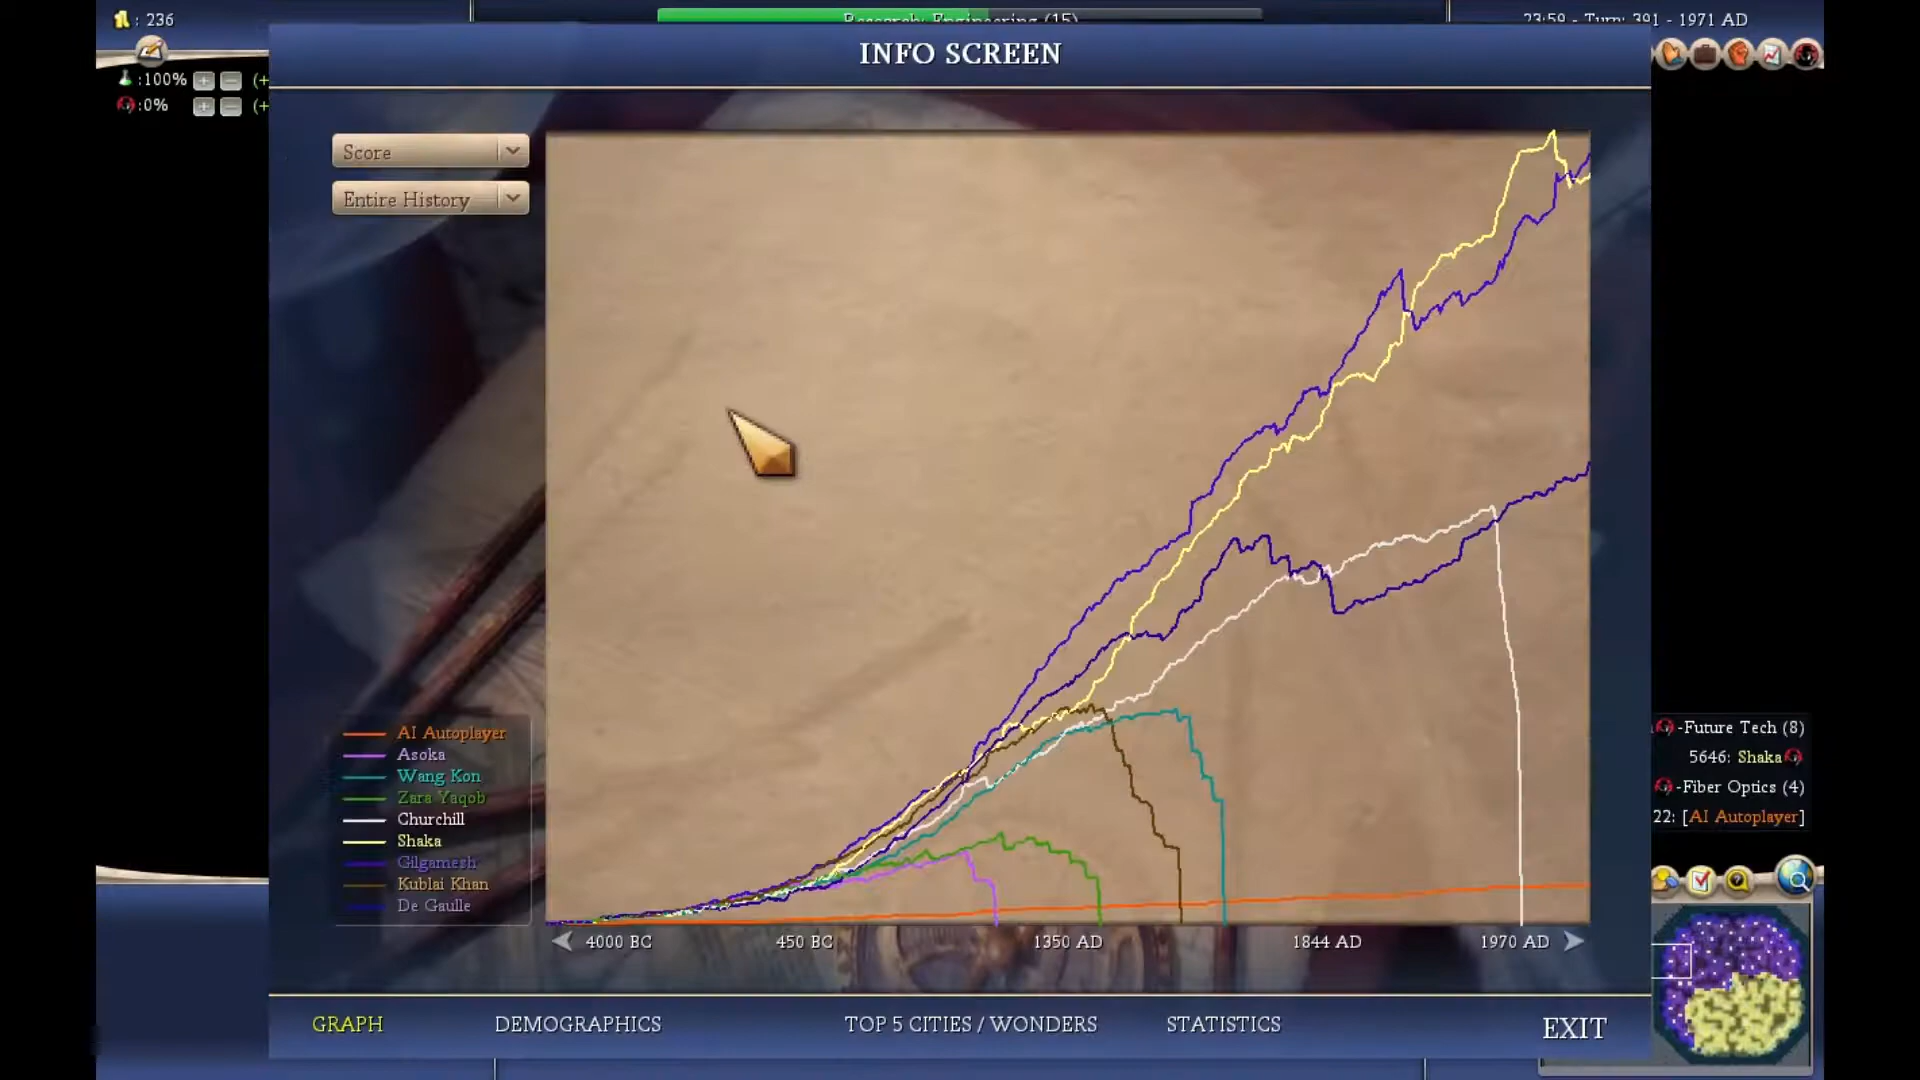 : 236
Research: Engineering (15)
23:59 - Turn: 391 - 1971 AD
INFO SCREEN
:100% + - (+
:0% + - (+
Score
Entire History
AI Autoplayer
Asoka
Wang Kon
Zara Yaqob
Churchill
Shaka
Gilgamesh
Kublai Khan
De Gaulle
-Future Tech (8)
5646: Shaka
-Fiber Optics (4)
22: [AI Autoplayer]
4000 BC 450 BC 1350 AD 1844 AD 1970 AD
GRAPH DEMOGRAPHICS TOP 5 CITIES / WONDERS STATISTICS EXIT